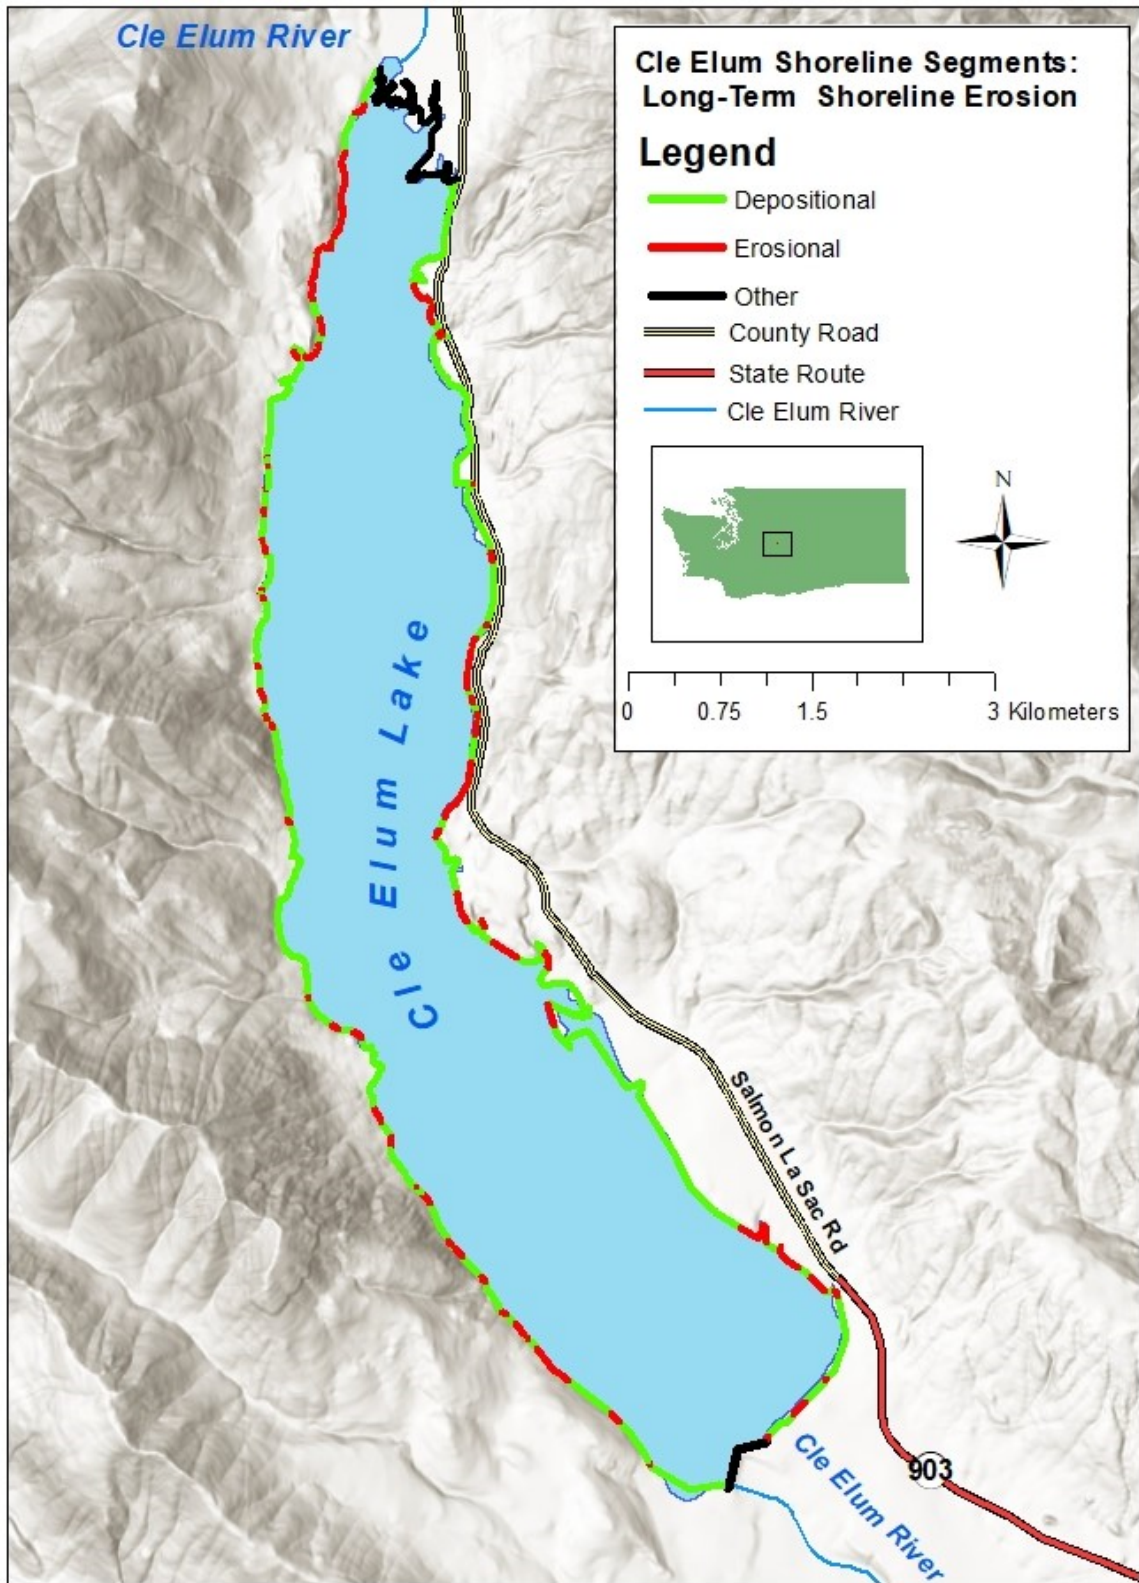 Cle Elum River
Cle Elum Shoreline Segments:
Long-Term Shoreline Erosion
Legend
Depositional
Erosional
Other
County Road
State Route
Cle Elum River
N
0 0.75 1.5 3 Kilometers
Cle Elum Lake
Salmon La Sac Rd
903
Cle Elum River